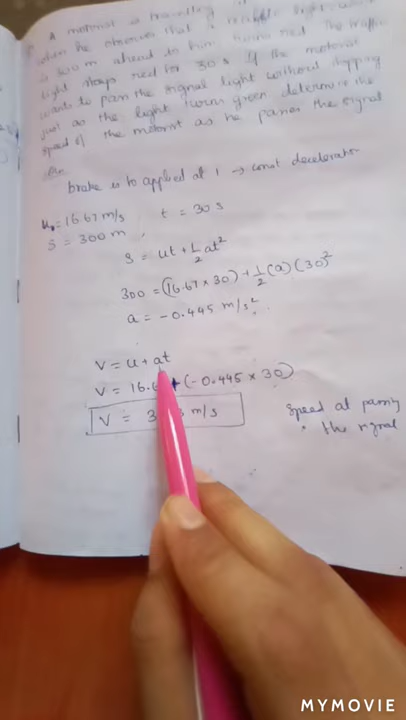 A motorist is travelling
when he observes that a traffic light
is 300 m ahead to him turns red. The traffic
light stays red for 30 s. If the motorist
wants to pass the signal light without stopping
just as the light turn green determine the
speed of the motorist as he passes the signal
brake is to applied at 1 → const deceleration
u = 16.67 m/s , t = 30 s
s = 300 m ,
s = ut + 1/2 at²
300 = (16.67 x 30) + 1/2 (a) (30)²
a = -0.445 m/s².
V = u + at
V = 16.6 + (-0.445 x 30)
V = 3 m/s
Speed at passing
the signal
MYMOVIE